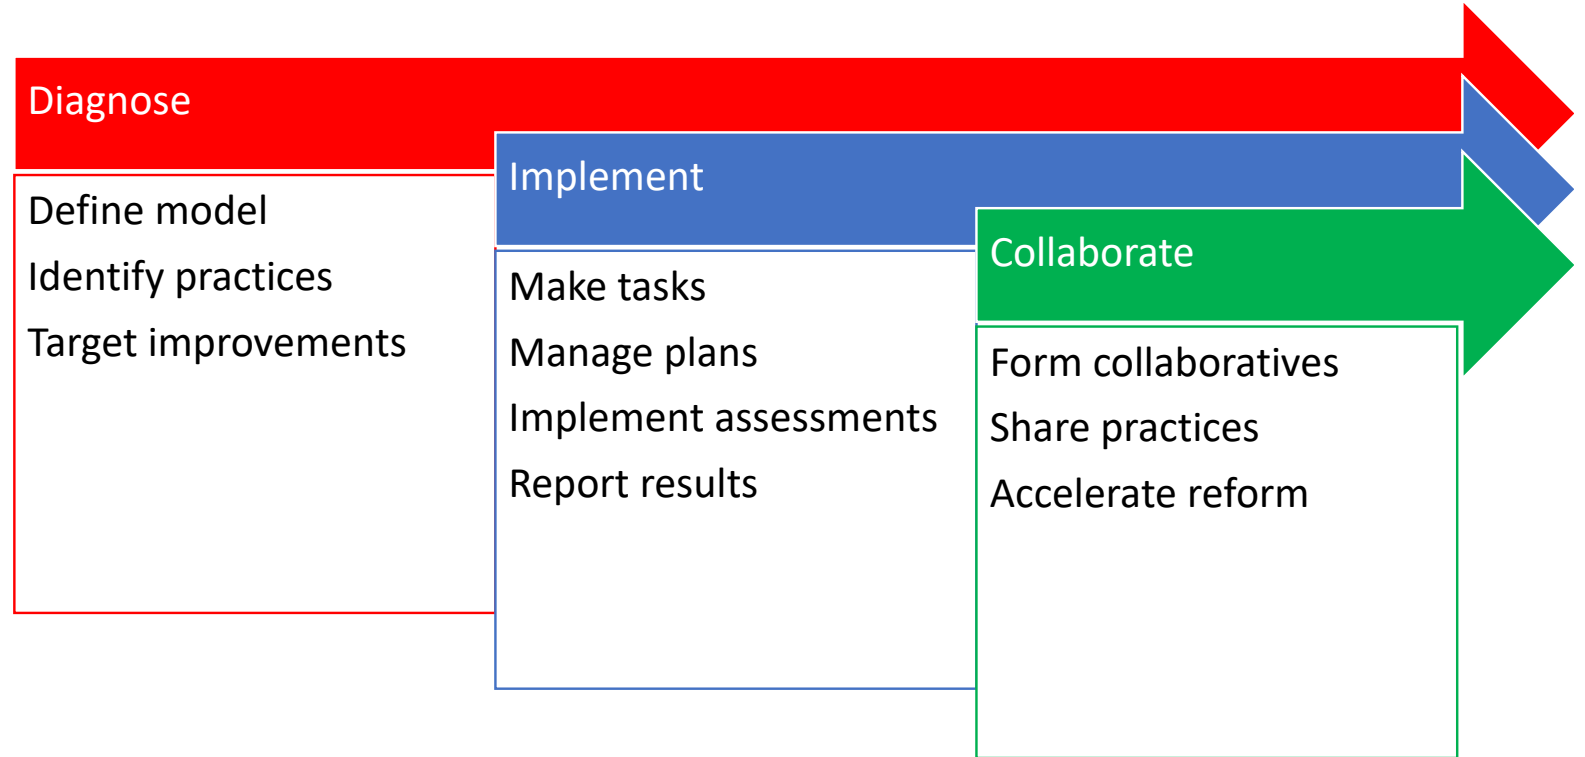 Diagnose
Define model
Identify practices
Target improvements
Implement
Make tasks
Manage plans
Implement assessments
Report results
Collaborate
Form collaboratives
Share practices
Accelerate reform